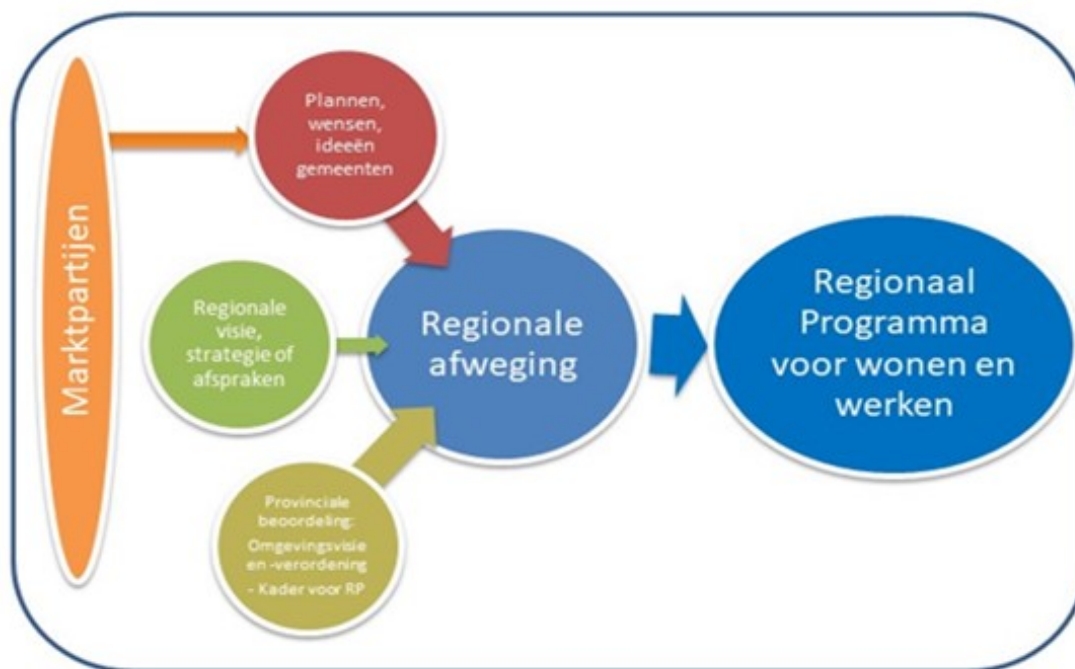 Marktpartijen
Plannen,
wensen,
ideeën
gemeenten
Regionale
visie,
strategie of
afspraken
Provinciale
beoordeling:
Omgevingsvisie
en -verordening
- Kader voor RP
Regionale
afweging
Regionaal
Programma
voor wonen en
werken